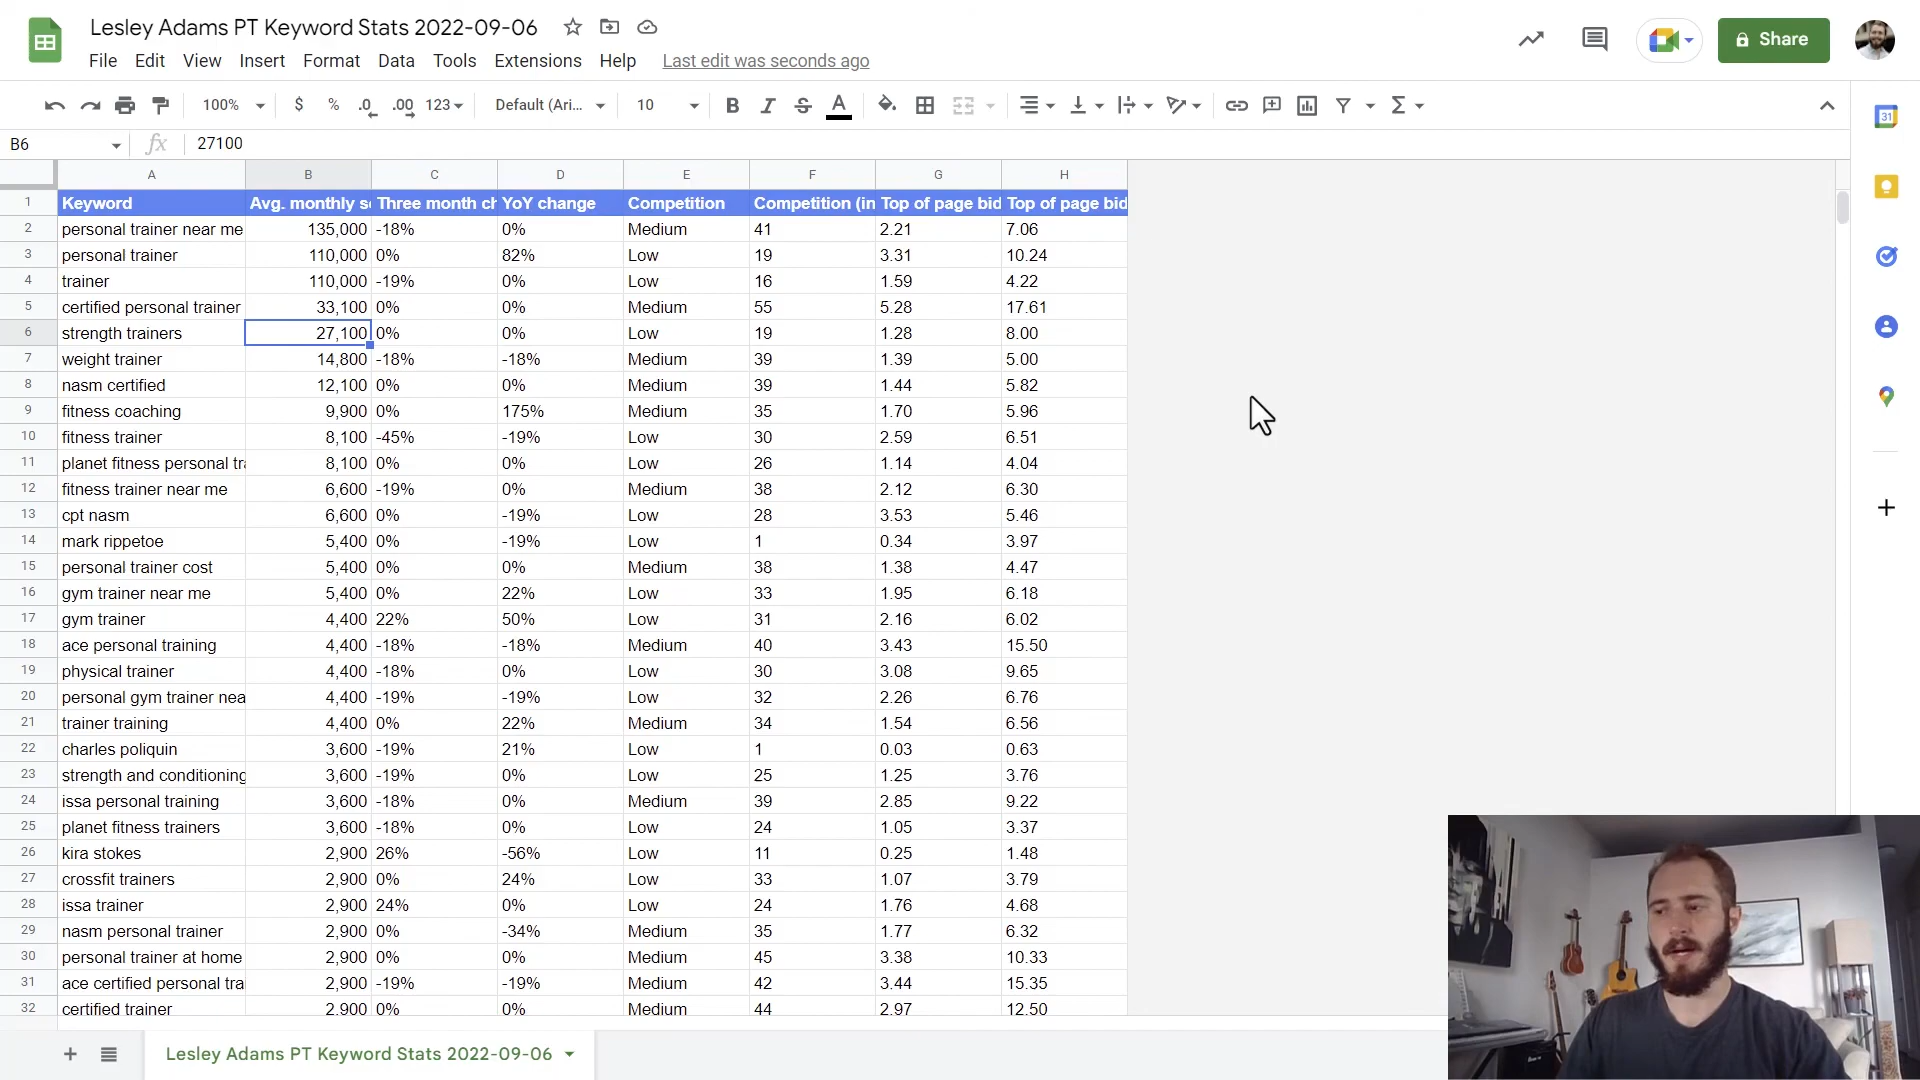 Lesley Adams PT Keyword Stats 2022-09-06
File Edit View Insert Format Data Tools Extensions Help Last edit was seconds ago
Share
100% $ % .0 .00 123 Default (Ari... 10 B I S A Σ
31
B6 fx 27100
A B C D E F G H
1 Keyword Avg. monthly se Three month ch YoY change Competition Competition (in Top of page bid Top of page bid
2 personal trainer near me 135,000 -18% 0% Medium 41 2.21 7.06
3 personal trainer 110,000 0% 82% Low 19 3.31 10.24
4 trainer 110,000 -19% 0% Low 16 1.59 4.22
5 certified personal trainer 33,100 0% 0% Medium 55 5.28 17.61
6 strength trainers 27,100 0% 0% Low 19 1.28 8.00
7 weight trainer 14,800 -18% -18% Medium 39 1.39 5.00
8 nasm certified 12,100 0% 0% Medium 39 1.44 5.82
9 fitness coaching 9,900 0% 175% Medium 35 1.70 5.96
10 fitness trainer 8,100 -45% -19% Low 30 2.59 6.51
11 planet fitness personal tra 8,100 0% 0% Low 26 1.14 4.04
12 fitness trainer near me 6,600 -19% 0% Medium 38 2.12 6.30
13 cpt nasm 6,600 0% -19% Low 28 3.53 5.46
14 mark rippetoe 5,400 0% -19% Low 1 0.34 3.97
15 personal trainer cost 5,400 0% 0% Medium 38 1.38 4.47
16 gym trainer near me 5,400 0% 22% Low 33 1.95 6.18
17 gym trainer 4,400 22% 50% Low 31 2.16 6.02
18 ace personal training 4,400 -18% -18% Medium 40 3.43 15.50
19 physical trainer 4,400 -18% 0% Low 30 3.08 9.65
20 personal gym trainer nea 4,400 -19% -19% Low 32 2.26 6.76
21 trainer training 4,400 0% 22% Medium 34 1.54 6.56
22 charles poliquin 3,600 -19% 21% Low 1 0.03 0.63
23 strength and conditioning 3,600 -19% 0% Low 25 1.25 3.76
24 issa personal training 3,600 -18% 0% Medium 39 2.85 9.22
25 planet fitness trainers 3,600 -18% 0% Low 24 1.05 3.37
26 kira stokes 2,900 26% -56% Low 11 0.25 1.48
27 crossfit trainers 2,900 0% 24% Low 33 1.07 3.79
28 issa trainer 2,900 24% 0% Low 24 1.76 4.68
29 nasm personal trainer 2,900 0% -34% Medium 35 1.77 6.32
30 personal trainer at home 2,900 0% 0% Medium 45 3.38 10.33
31 ace certified personal tra 2,900 -19% -19% Medium 42 3.44 15.35
32 certified trainer 2,900 0% 0% Medium 44 2.97 12.50
Lesley Adams PT Keyword Stats 2022-09-06